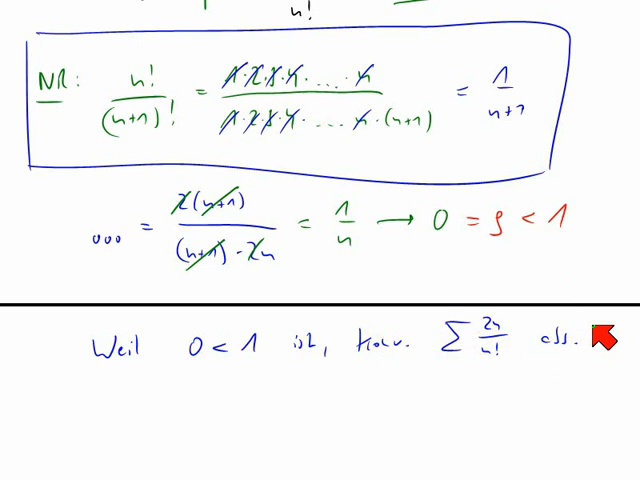 n!
NR: n!/(n+1)! = 1·2·3·4·...·n/1·2·3·4·...·n·(n+1) = 1/n+1
... = 2(n+1)/(n+1)·2n = 1/n → 0 = ρ < 1
Weil 0 < 1 ist, konv. ∑ 2n/n! abs.